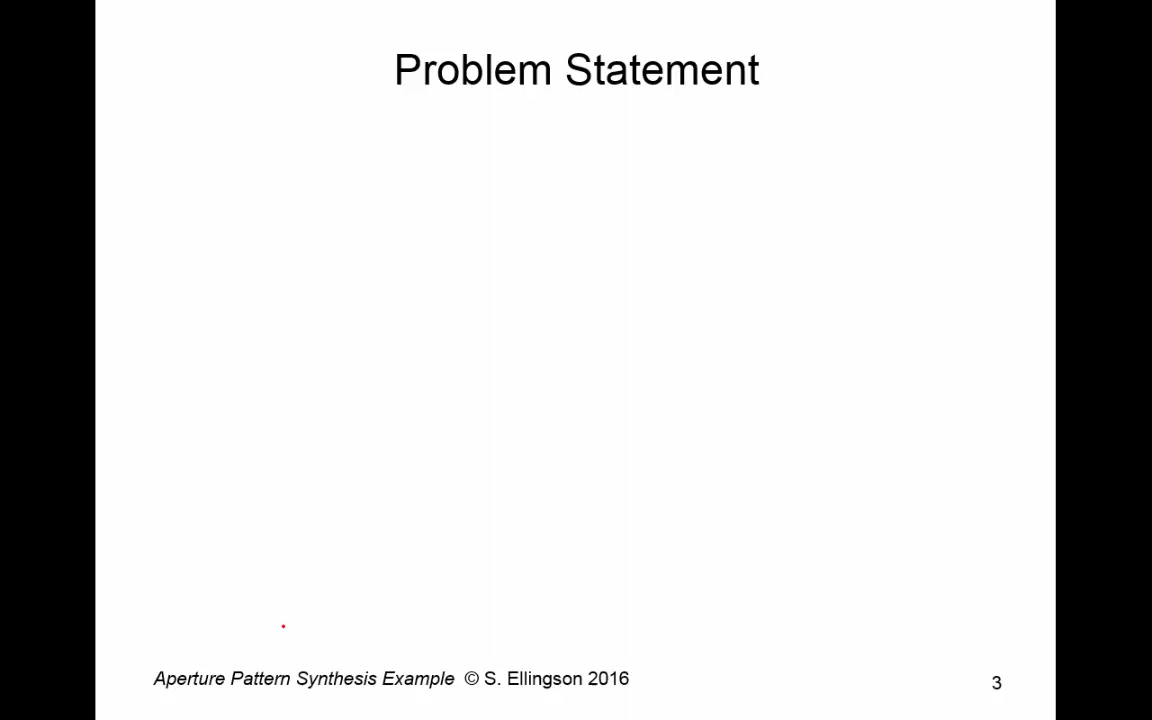 Problem Statement
Aperture Pattern Synthesis Example © S. Ellingson 2016
3